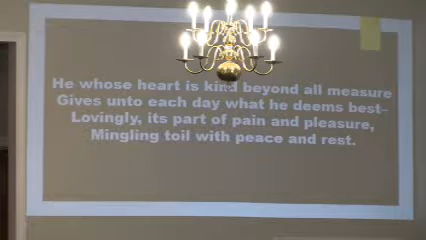 He whose heart is kind beyond all measure
Gives unto each day what he deems best–
Lovingly, its part of pain and pleasure,
Mingling toil with peace and rest.